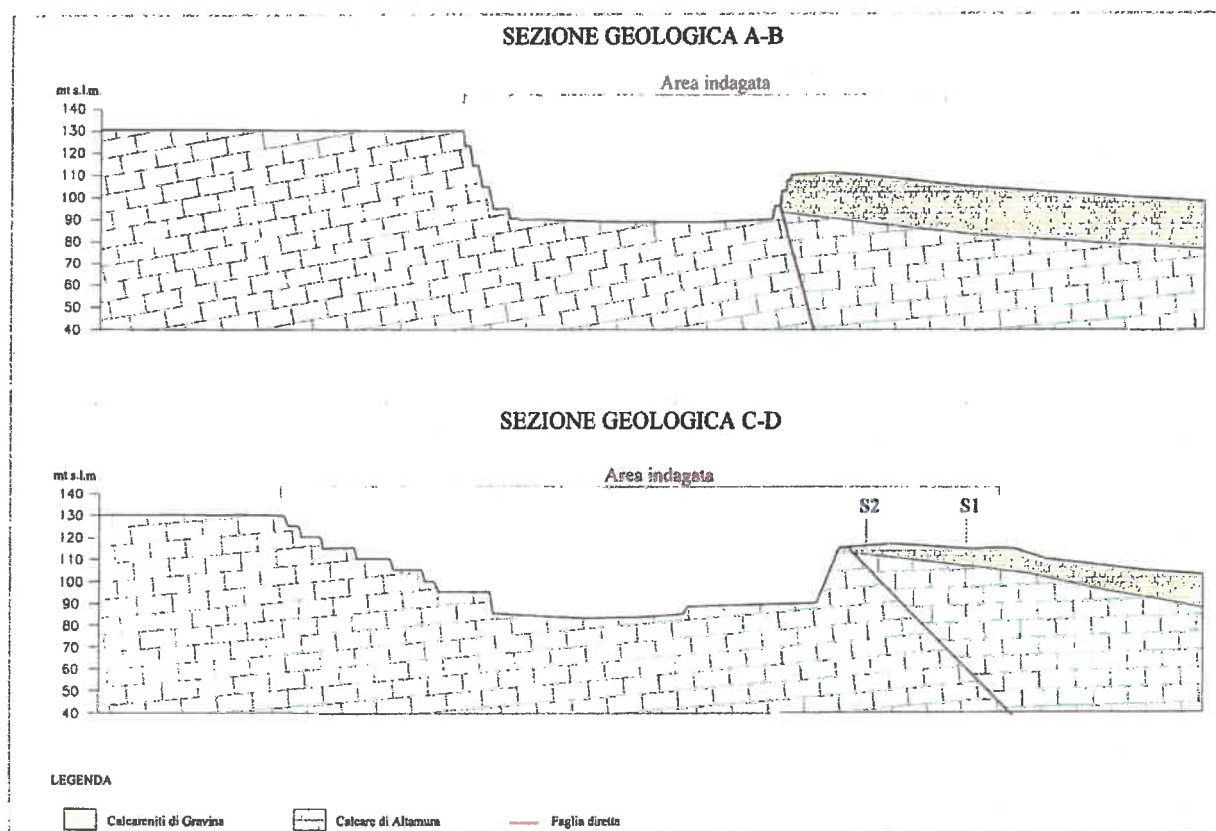 SEZIONE GEOLOGICA A-B
Area indagata
mt s.l.m.
140
130
120
110
100
90
80
70
60
50
40
SEZIONE GEOLOGICA C-D
Area indagata
mt s.l.m
140
130
120
110
100
90
80
70
60
50
40
S2
S1
LEGENDA
Calcareniti di Gravina
Calcare di Altamura
Faglia diretta